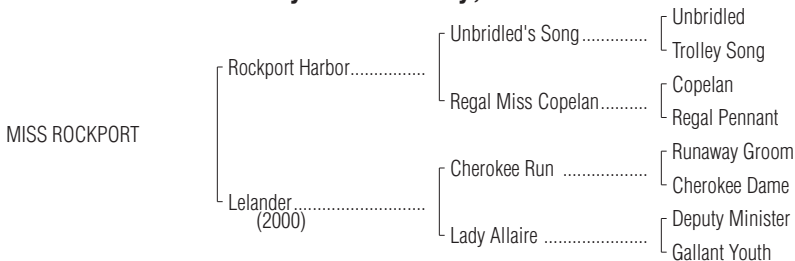 Unbridled
Unbridled's Song..............
Trolley Song
Rockport Harbor................
Copelan
Regal Miss Copelan..........
Regal Pennant
MISS ROCKPORT
Runaway Groom
Cherokee Run ..................
Cherokee Dame
Lelander............................
(2000)
Deputy Minister
Lady Allaire ......................
Gallant Youth